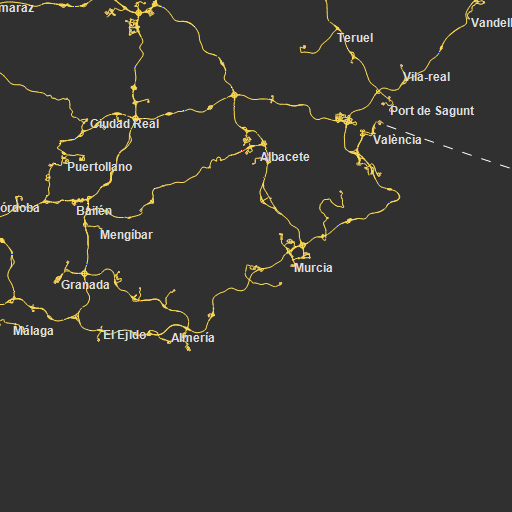 maraz
Vandell
Teruel
Vila-real
Port de Sagunt
Ciudad Real
València
Albacete
Puertollano
órdoba
Bailén
Mengíbar
Murcia
Granada
Málaga
El Ejido
Almería